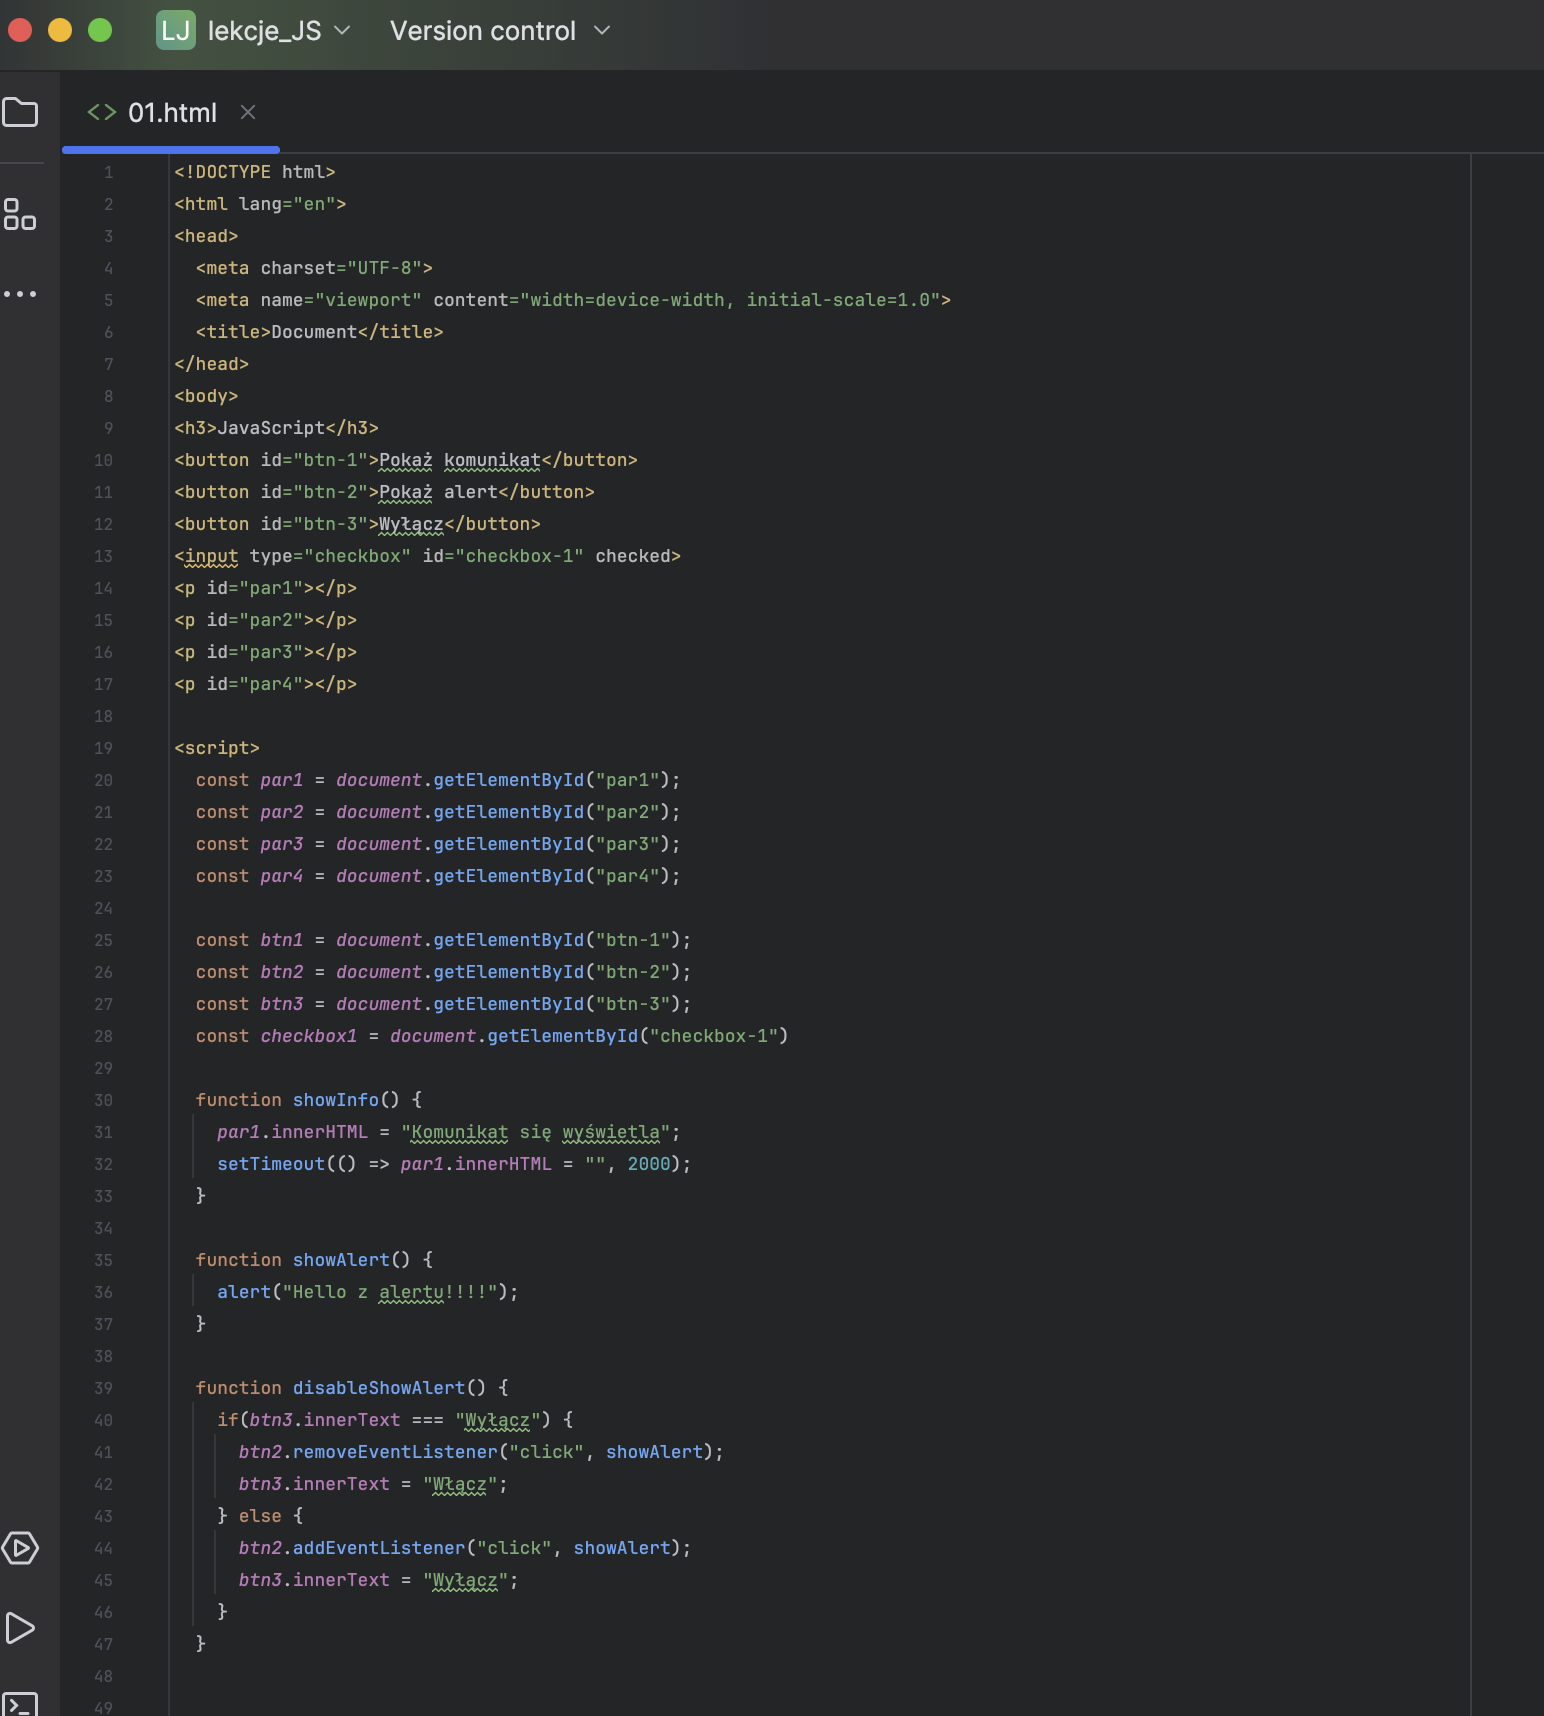 LJ lekcje_JS Version control
<> 01.html
1 <!DOCTYPE html>
2 <html lang="en">
3 <head>
4   <meta charset="UTF-8">
5   <meta name="viewport" content="width=device-width, initial-scale=1.0">
6   <title>Document</title>
7 </head>
8 <body>
9 <h3>JavaScript</h3>
10 <button id="btn-1">Pokaż komunikat</button>
11 <button id="btn-2">Pokaż alert</button>
12 <button id="btn-3">Wyłącz</button>
13 <input type="checkbox" id="checkbox-1" checked>
14 <p id="par1"></p>
15 <p id="par2"></p>
16 <p id="par3"></p>
17 <p id="par4"></p>
18
19 <script>
20   const par1 = document.getElementById("par1");
21   const par2 = document.getElementById("par2");
22   const par3 = document.getElementById("par3");
23   const par4 = document.getElementById("par4");
24
25   const btn1 = document.getElementById("btn-1");
26   const btn2 = document.getElementById("btn-2");
27   const btn3 = document.getElementById("btn-3");
28   const checkbox1 = document.getElementById("checkbox-1")
29
30   function showInfo() {
31     par1.innerHTML = "Komunikat się wyświetla";
32     setTimeout(() => par1.innerHTML = "", 2000);
33   }
34
35   function showAlert() {
36     alert("Hello z alertu!!!!");
37   }
38
39   function disableShowAlert() {
40     if(btn3.innerText === "Wyłącz") {
41       btn2.removeEventListener("click", showAlert);
42       btn3.innerText = "Włącz";
43     } else {
44       btn2.addEventListener("click", showAlert);
45       btn3.innerText = "Wyłącz";
46     }
47   }
48
49